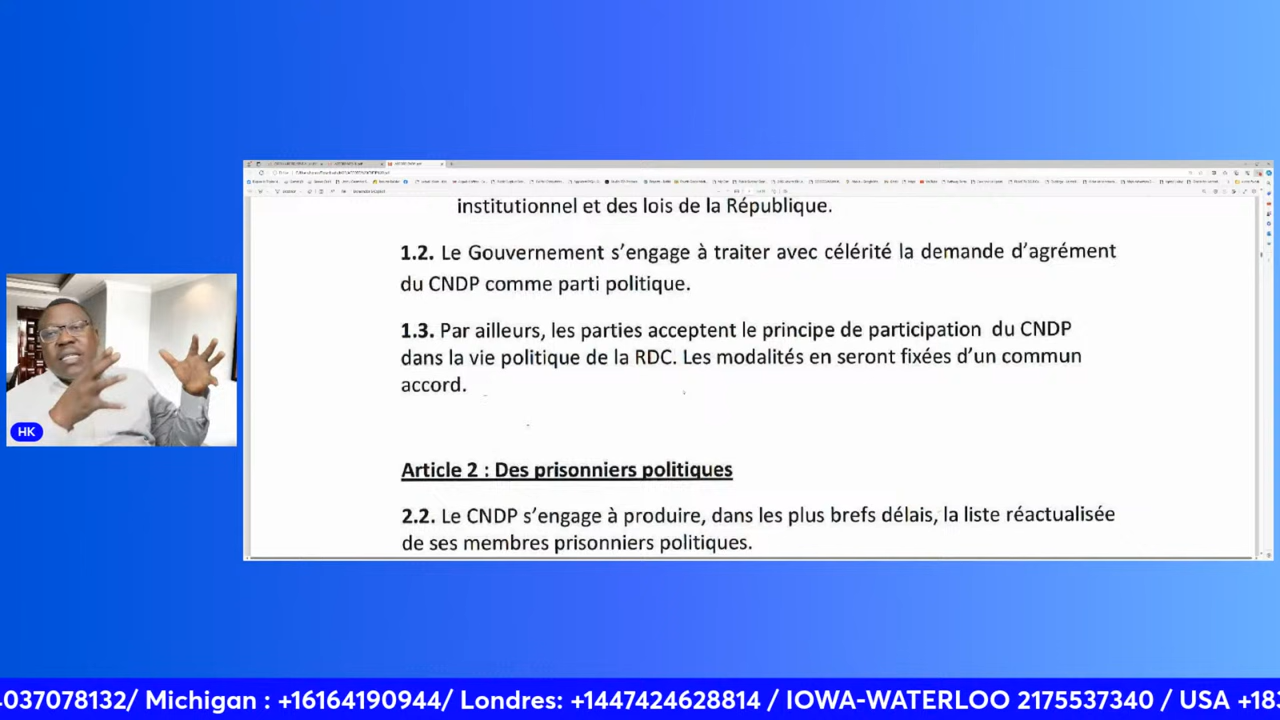 institutionnel et des lois de la République.
1.2. Le Gouvernement s'engage à traiter avec célérité la demande d'agrément
du CNDP comme parti politique.
1.3. Par ailleurs, les parties acceptent le principe de participation du CNDP
dans la vie politique de la RDC. Les modalités en seront fixées d'un commun
accord.
Article 2 : Des prisonniers politiques
2.2. Le CNDP s'engage à produire, dans les plus brefs délais, la liste réactualisée
de ses membres prisonniers politiques.
HK
4037078132/ Michigan : +16164190944/ Londres: +1447424628814 / IOWA-WATERLOO 2175537340 / USA +18